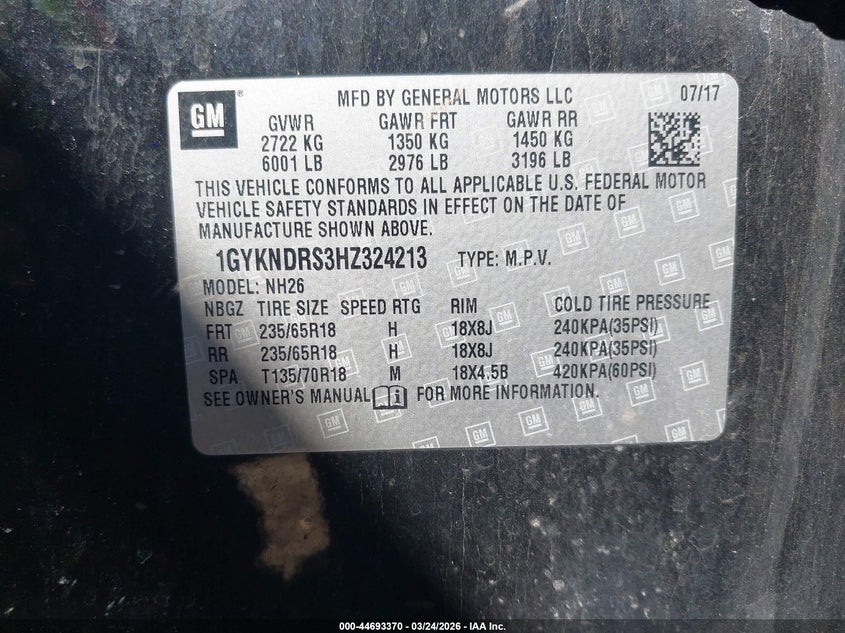 GM ® MFD BY GENERAL MOTORS LLC 07/17
GVWR GAWR FRT GAWR RR
2722 KG 1350 KG 1450 KG
6001 LB 2976 LB 3196 LB
THIS VEHICLE CONFORMS TO ALL APPLICABLE U.S. FEDERAL MOTOR
VEHICLE SAFETY STANDARDS IN EFFECT ON THE DATE OF
MANUFACTURE SHOWN ABOVE.
1GYKNDRS3HZ324213 TYPE: M.P.V.
MODEL: NH26
NBGZ TIRE SIZE SPEED RTG RIM COLD TIRE PRESSURE
FRT 235/65R18 H 18X8J 240KPA(35PSI)
RR 235/65R18 H 18X8J 240KPA(35PSI)
SPA T135/70R18 M 18X4.5B 420KPA(60PSI)
SEE OWNER'S MANUAL FOR MORE INFORMATION.
000-44693370 - 03/24/2026 - IAA Inc.